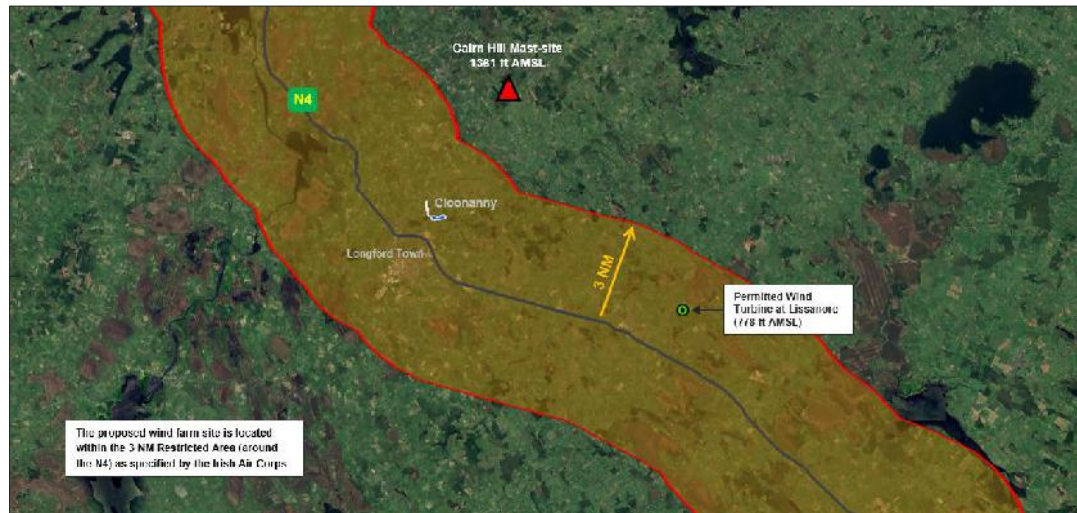 Cairn Hill Mast-site
1361 ft AMSL
N4
Cloonanny
Longford Town
3 NM
Permitted Wind
Turbine at Lissanore
(778 ft AMSL)
The proposed wind farm site is located
within the 3 NM Restricted Area (around
the N4) as specified by the Irish Air Corps